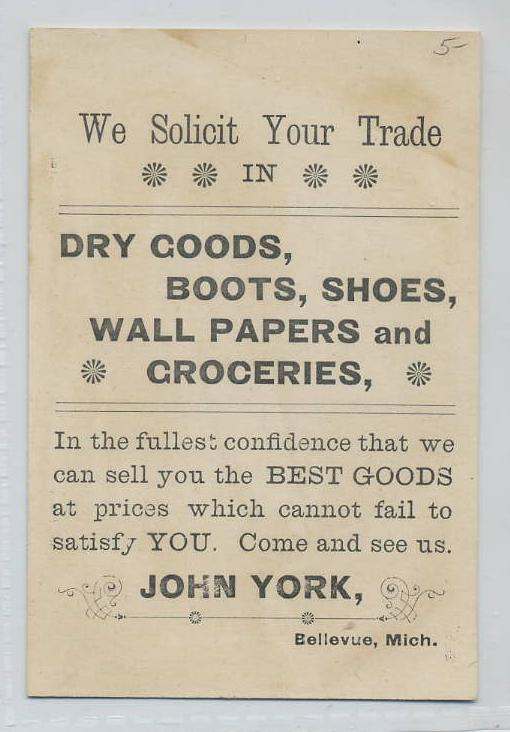 5-
We Solicit Your Trade
IN
DRY GOODS,
BOOTS, SHOES,
WALL PAPERS and
GROCERIES,
In the fullest confidence that we
can sell you the BEST GOODS
at prices which cannot fail to
satisfy YOU. Come and see us.
JOHN YORK,
Bellevue, Mich.